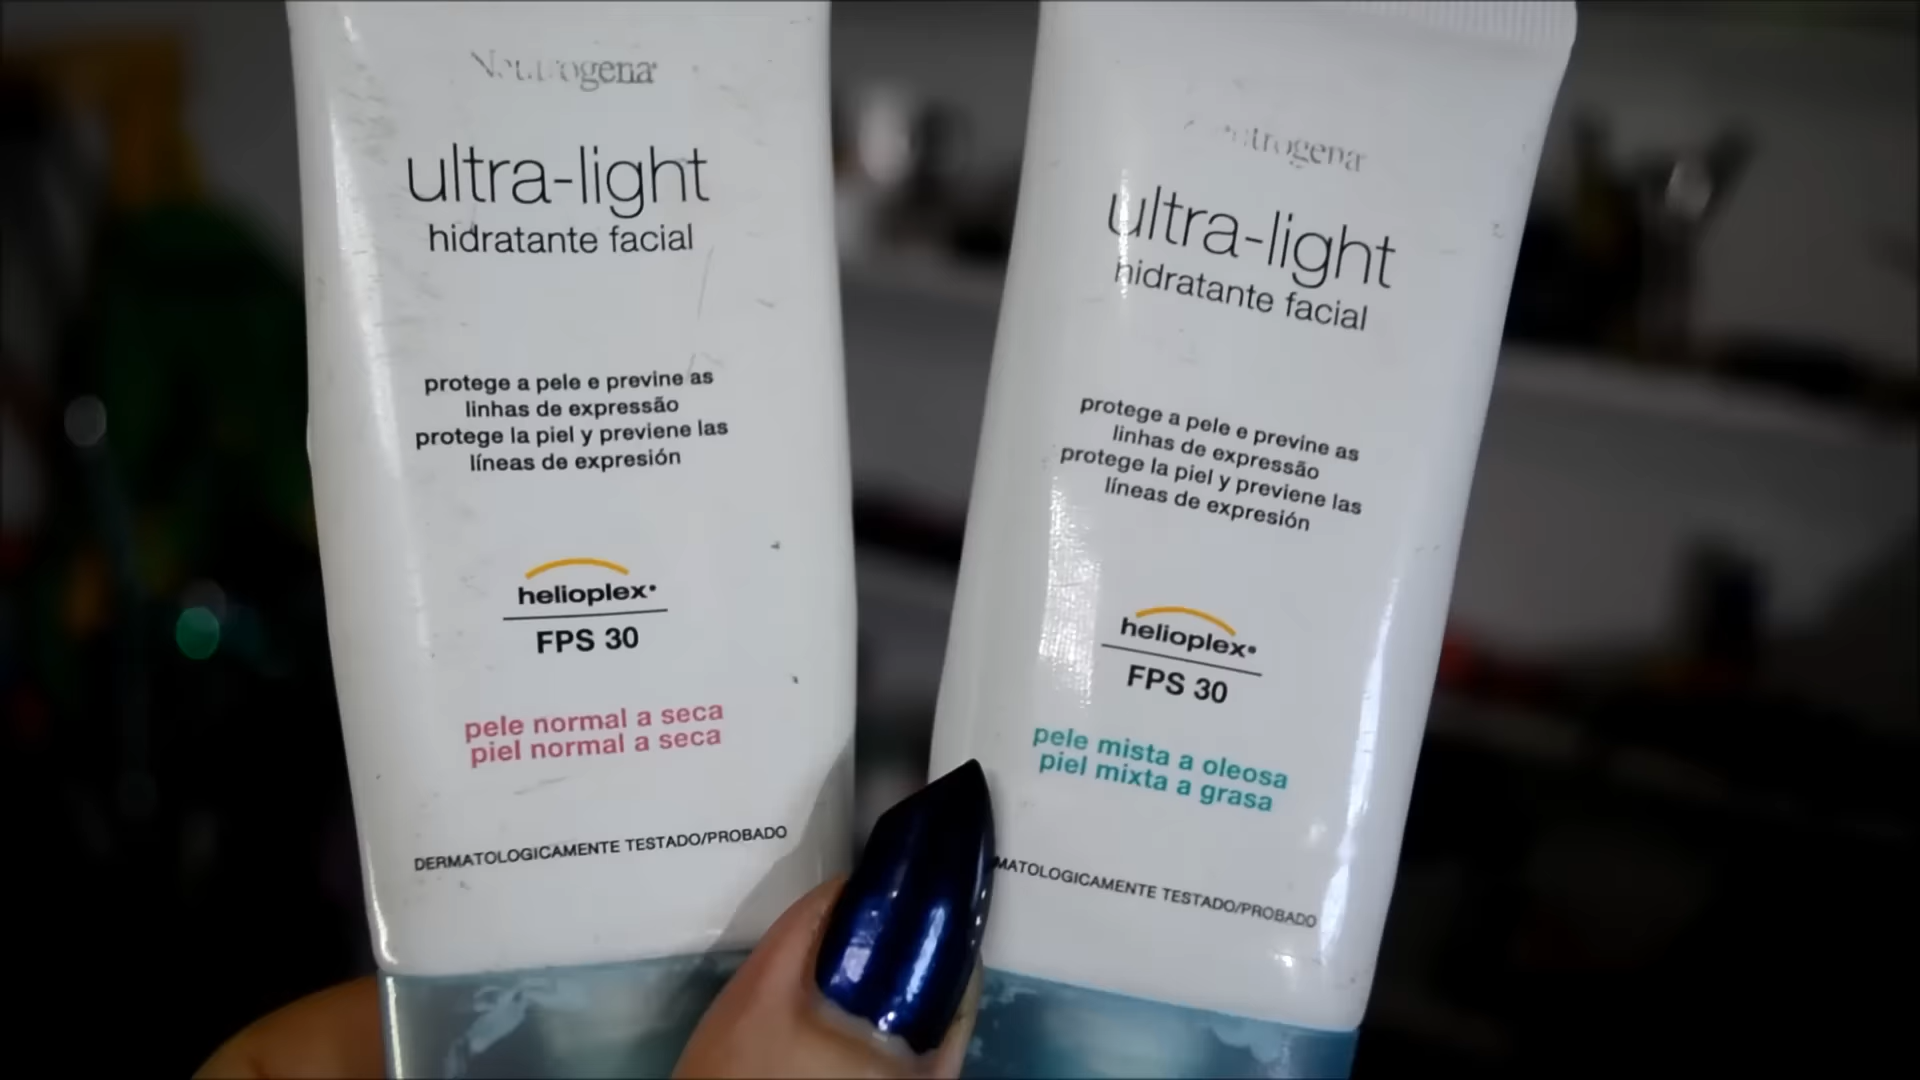 Neutrogena
ultra-light
hidratante facial
protege a pele e previne as
linhas de expressão
protege la piel y previene las
líneas de expresión
helioplex
FPS 30
pele normal a seca
piel normal a seca
DERMATOLOGICAMENTE TESTADO/PROBADO
Neutrogena
ultra-light
hidratante facial
protege a pele e previne as
linhas de expressão
protege la piel y previene las
líneas de expresión
helioplex
FPS 30
pele mista a oleosa
piel mixta a grasa
MATOLOGICAMENTE TESTADO/PROBADO